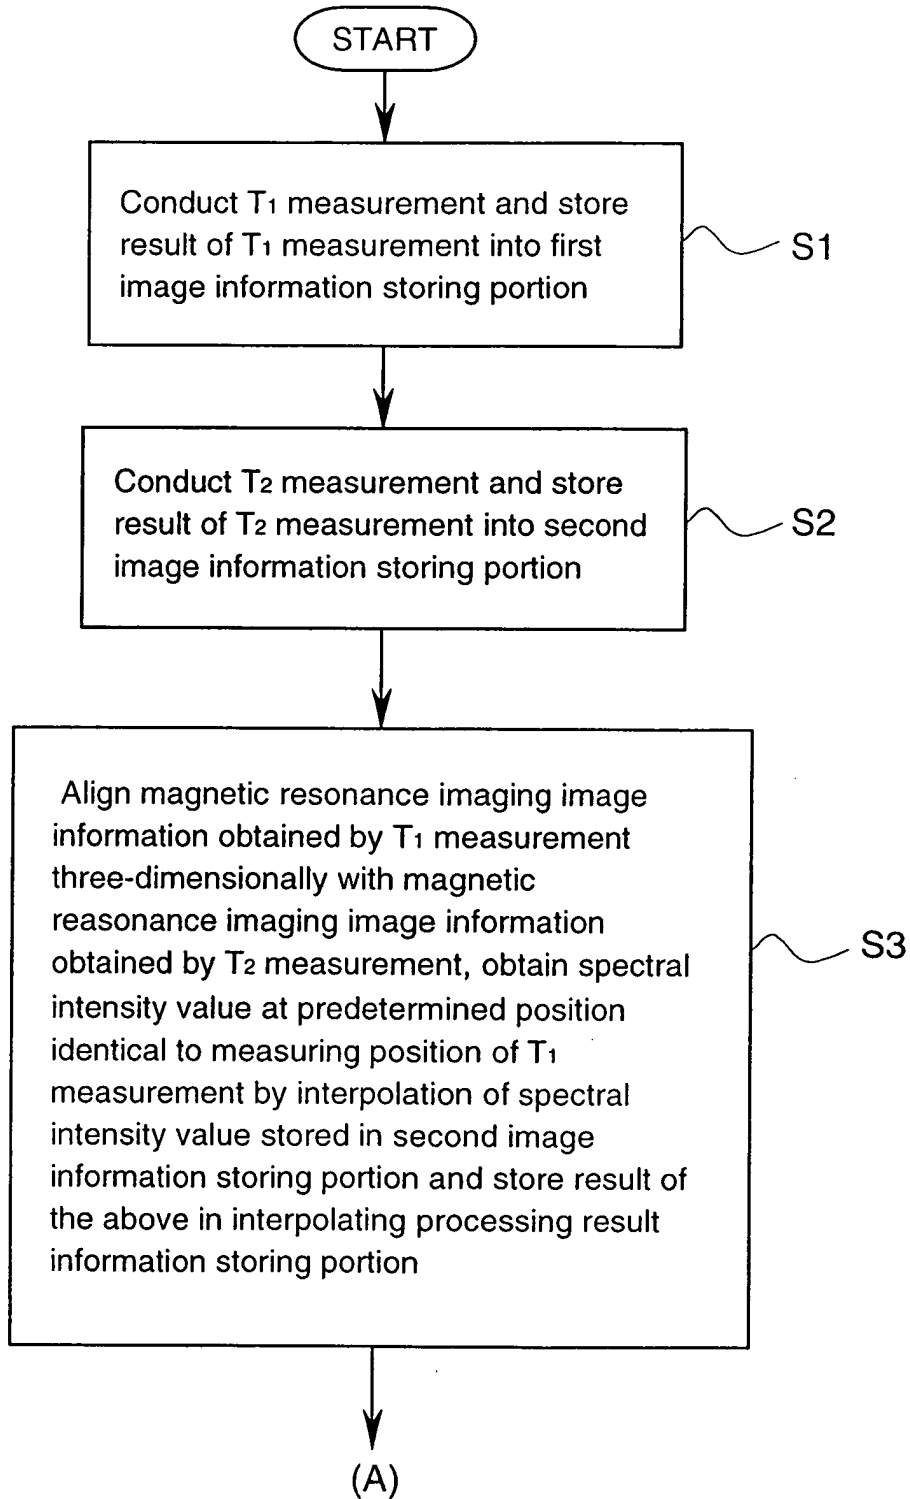 START
Conduct T1 measurement and store
result of T1 measurement into first
image information storing portion
S1
Conduct T2 measurement and store
result of T2 measurement into second
image information storing portion
S2
Align magnetic resonance imaging image
information obtained by T1 measurement
three-dimensionally with magnetic
reasonance imaging image information
obtained by T2 measurement, obtain spectral
intensity value at predetermined position
identical to measuring position of T1
measurement by interpolation of spectral
intensity value stored in second image
information storing portion and store result of
the above in interpolating processing result
information storing portion
S3
(A)